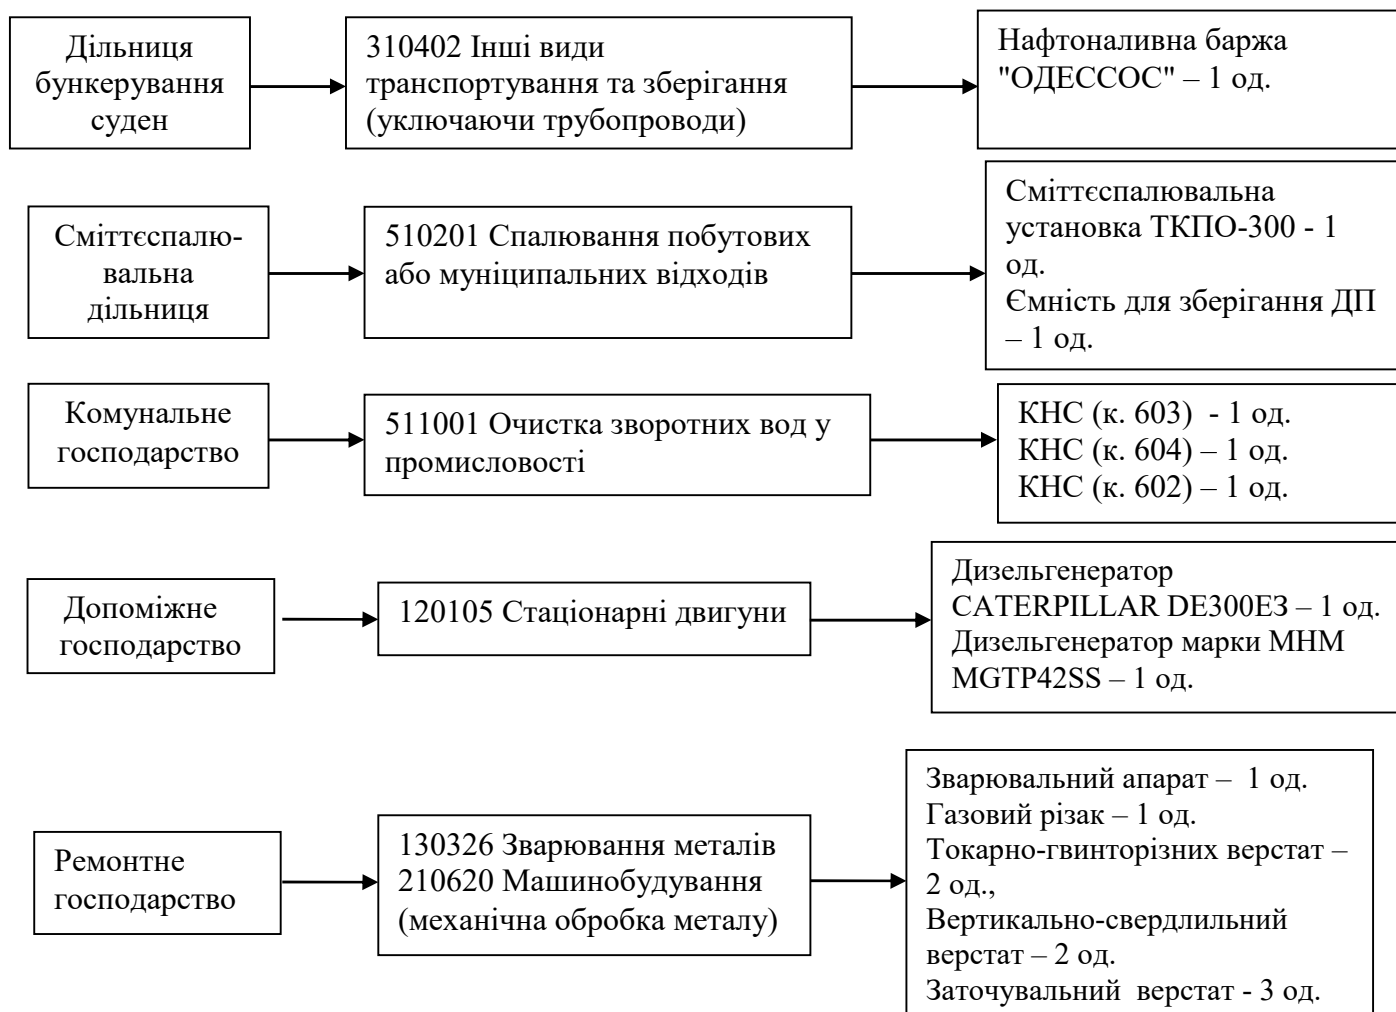 Дільниця
бункерування
суден
310402 Інші види
транспортування та зберігання
(уключаючи трубопроводи)
Нафтоналивна баржа
"ОДЕССОС" – 1 од.
Сміттєспалю-
вальна
дільниця
510201 Спалювання побутових
або муніципальних відходів
Сміттєспалювальна
установка ТКПО-300 - 1
од.
Ємність для зберігання ДП
– 1 од.
Комунальне
господарство
511001 Очистка зворотних вод у
промисловості
КНС (к. 603) - 1 од.
КНС (к. 604) – 1 од.
КНС (к. 602) – 1 од.
Допоміжне
господарство
120105 Стаціонарні двигуни
Дизельгенератор
CATERPILLAR DE300ЕЗ – 1 од.
Дизельгенератор марки МНМ
MGTP42SS – 1 од.
Ремонтне
господарство
130326 Зварювання металів
210620 Машинобудування
(механічна обробка металу)
Зварювальний апарат – 1 од.
Газовий різак – 1 од.
Токарно-гвинторізних верстат –
2 од.,
Вертикально-свердлильний
верстат – 2 од.
Заточувальний верстат - 3 од.